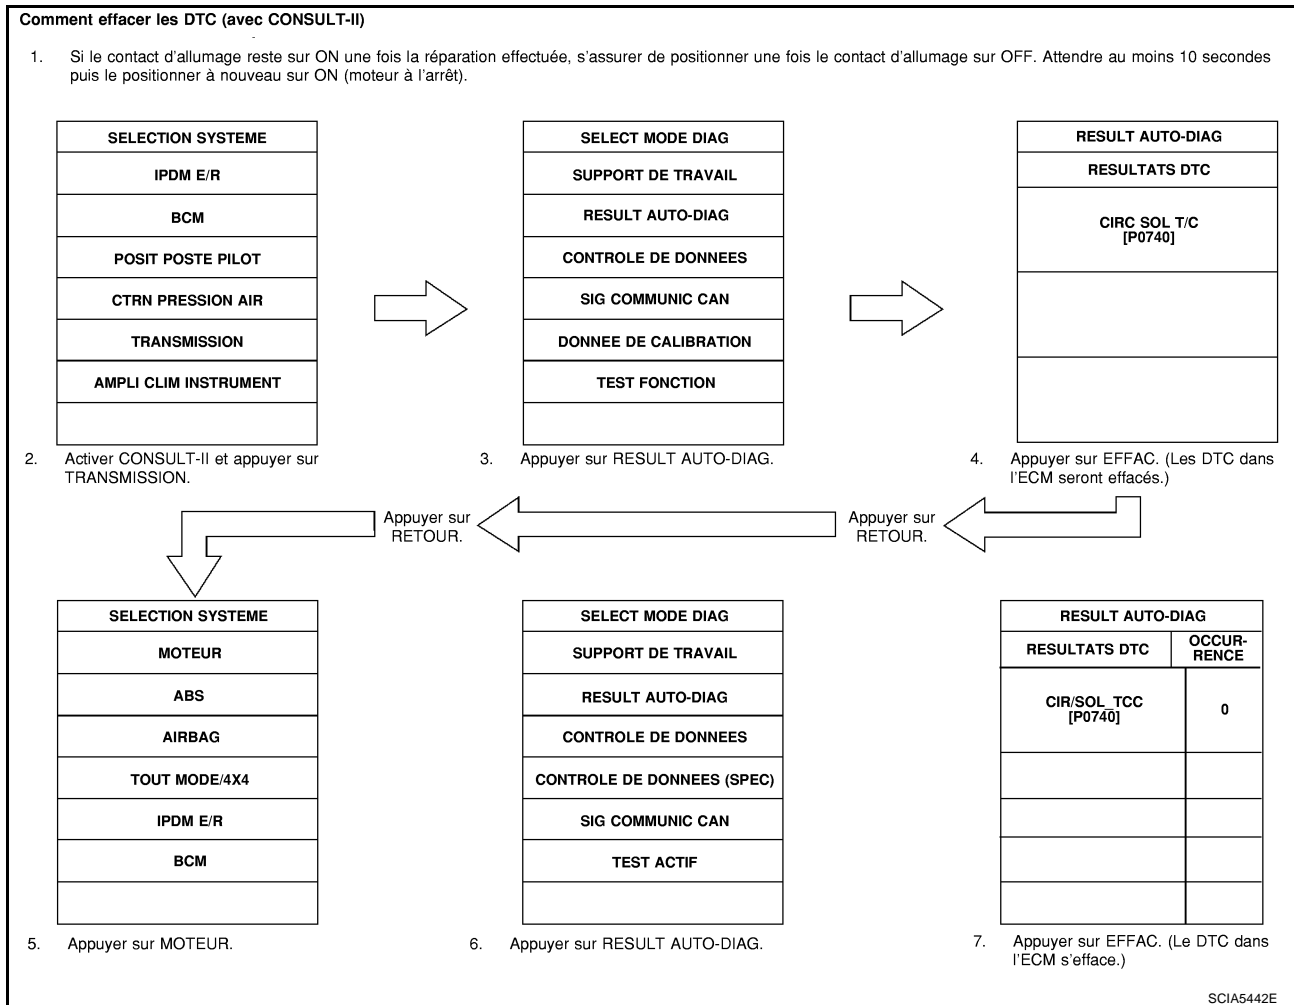 Comment effacer les DTC (avec CONSULT-II)
1. Si le contact d'allumage reste sur ON une fois la réparation effectuée, s'assurer de positionner une fois le contact d'allumage sur OFF. Attendre au moins 10 secondes
puis le positionner à nouveau sur ON (moteur à l'arrêt).
SELECTION SYSTEME
IPDM E/R
BCM
POSIT POSTE PILOT
CTRN PRESSION AIR
TRANSMISSION
AMPLI CLIM INSTRUMENT
2. Activer CONSULT-II et appuyer sur
TRANSMISSION.
SELECT MODE DIAG
SUPPORT DE TRAVAIL
RESULT AUTO-DIAG
CONTROLE DE DONNEES
SIG COMMUNIC CAN
DONNEE DE CALIBRATION
TEST FONCTION
3. Appuyer sur RESULT AUTO-DIAG.
RESULT AUTO-DIAG
RESULTATS DTC
CIRC SOL T/C
[P0740]
4. Appuyer sur EFFAC. (Les DTC dans
l'ECM seront effacés.)
Appuyer sur
RETOUR.
Appuyer sur
RETOUR.
SELECTION SYSTEME
MOTEUR
ABS
AIRBAG
TOUT MODE/4X4
IPDM E/R
BCM
5. Appuyer sur MOTEUR.
SELECT MODE DIAG
SUPPORT DE TRAVAIL
RESULT AUTO-DIAG
CONTROLE DE DONNEES
CONTROLE DE DONNEES (SPEC)
SIG COMMUNIC CAN
TEST ACTIF
6. Appuyer sur RESULT AUTO-DIAG.
RESULT AUTO-DIAG
RESULTATS DTC
OCCUR-
RENCE
CIR/SOL_TCC
[P0740]
0
7. Appuyer sur EFFAC. (Le DTC dans
l'ECM s'efface.)
SCIA5442E